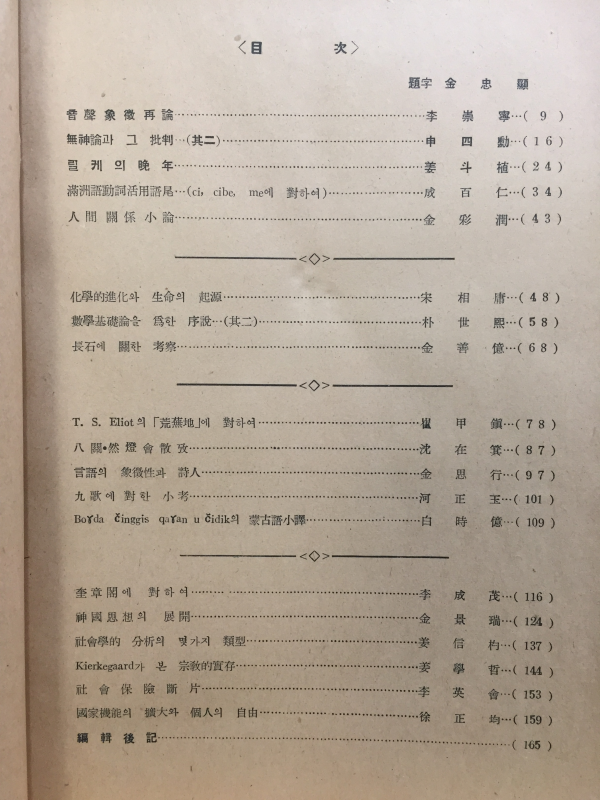 〈目 次〉
題字 金忠顯
音聲象徵再論……李崇寧…(9)
無神論과 그 批判…(其二)……申四勳…(16)
릴케의 晚年……姜斗植…(24)
滿洲語動詞活用語尾…(ci, cibe, me에 對하여)……成百仁…(34)
人間關係小論……金彩潤…(43)
化學的進化와 生命의 起源……宋相庸…(48)
數學基礎論을 爲한 序說…(其二)……朴世熙…(58)
長石에 關한 考察……金善億…(68)
T. S. Eliot의「荒蕪地」에 對하여……崔甲鎭…(78)
八關•然燈會散攷……沈在箕…(87)
言語의 象徵性과 詩人……金恩行…(97)
九歌에 對한 小考……河正玉…(101)
Boɤda činggis qaɤan u čidik의 蒙古語小譯……白時億…(109)
奎章閣에 對하여……李成茂…(116)
神國思想의 展開……金景瑞…(124)
社會學的 分析의 몇가지 類型……姜信杓…(137)
Kierkegaard가 본 宗敎的實存……姜學哲…(144)
社會保險斷片……李英會…(153)
國家機能의 擴大와 個人의 自由……徐正均…(159)
編輯後記……(165)